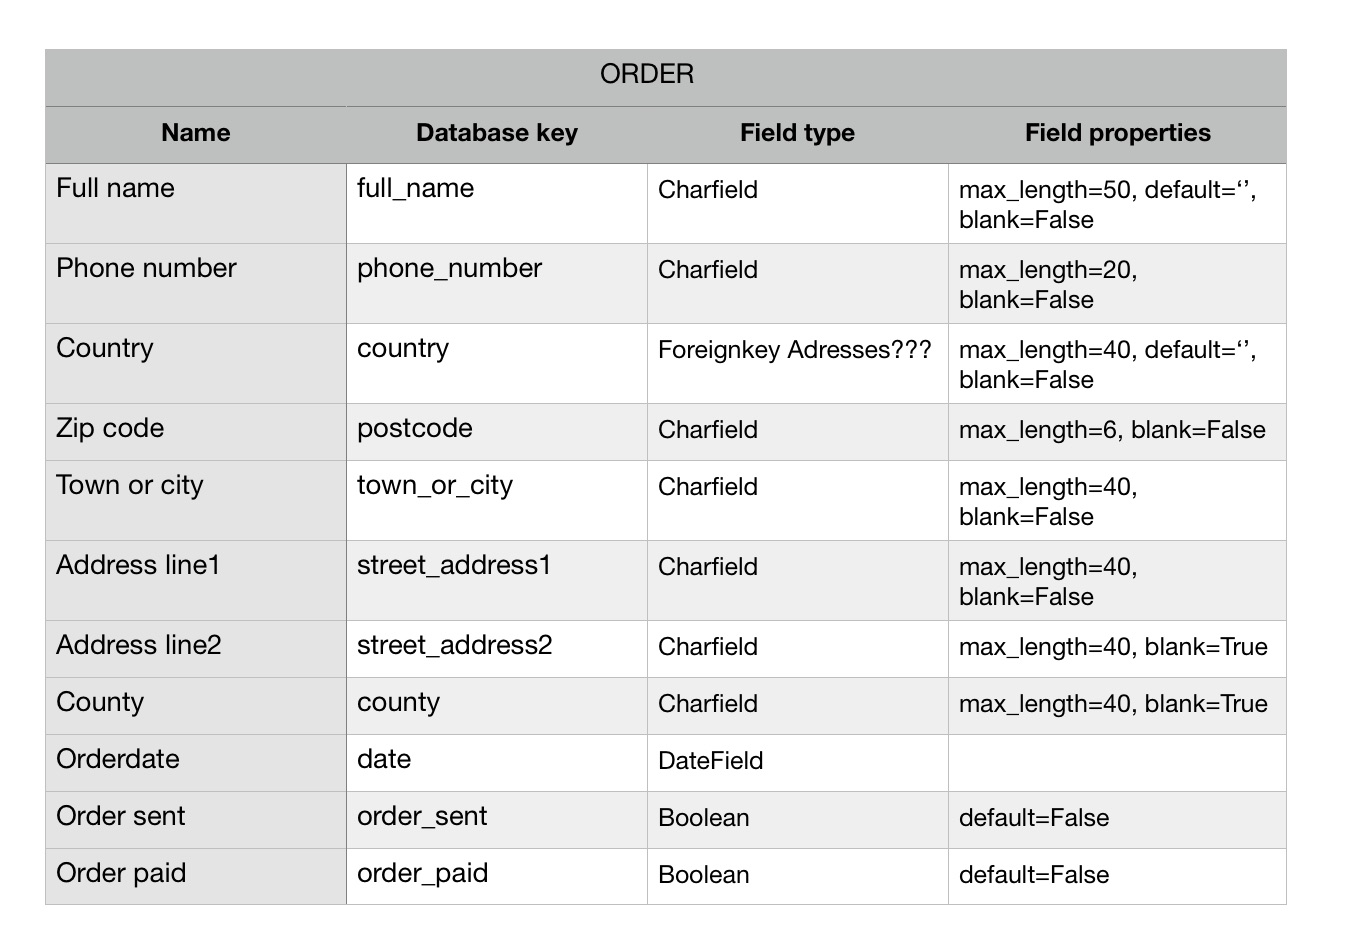 ORDER
Name Database key Field type Field properties
Full name full_name Charfield max_length=50, default=‘’,
blank=False
Phone number phone_number Charfield max_length=20,
blank=False
Country country Foreignkey Adresses??? max_length=40, default=‘’,
blank=False
Zip code postcode Charfield max_length=6, blank=False
Town or city town_or_city Charfield max_length=40,
blank=False
Address line1 street_address1 Charfield max_length=40,
blank=False
Address line2 street_address2 Charfield max_length=40, blank=True
County county Charfield max_length=40, blank=True
Orderdate date DateField
Order sent order_sent Boolean default=False
Order paid order_paid Boolean default=False